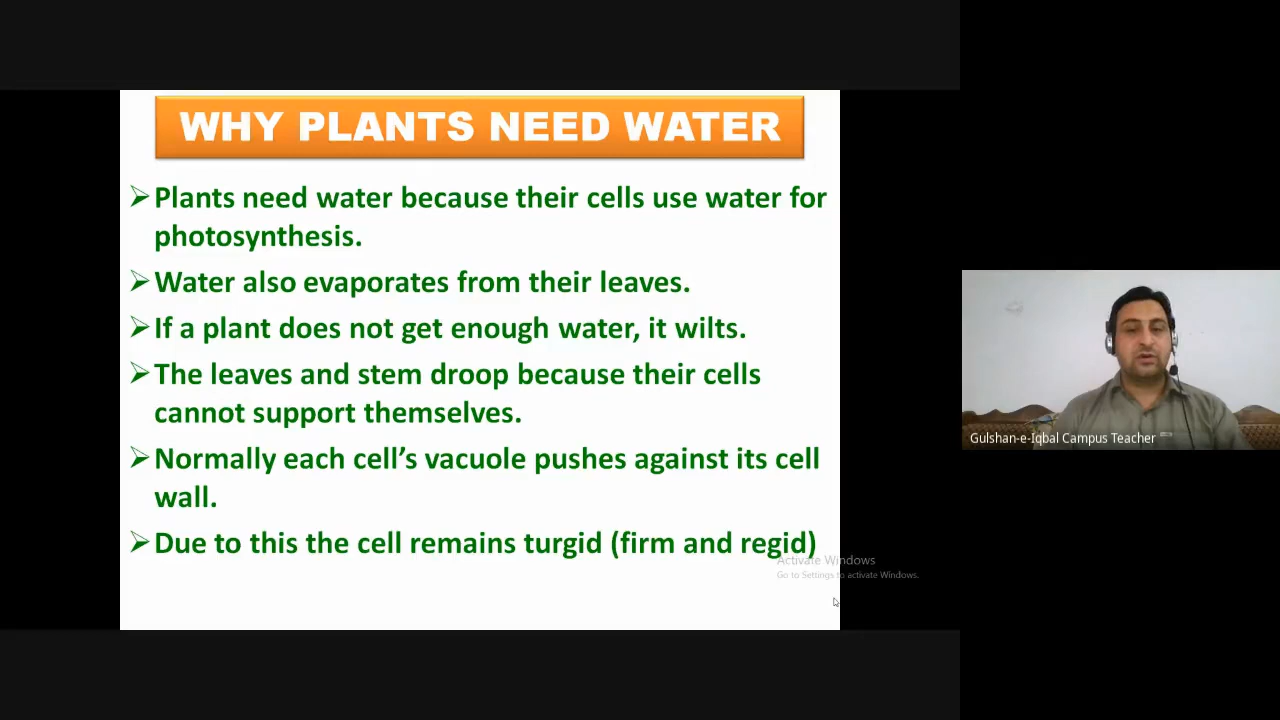 WHY PLANTS NEED WATER
Plants need water because their cells use water for
photosynthesis.
Water also evaporates from their leaves.
If a plant does not get enough water, it wilts.
The leaves and stem droop because their cells
cannot support themselves.
Normally each cell’s vacuole pushes against its cell
wall.
Due to this the cell remains turgid (firm and regid)
Activate Windows
Go to Settings to activate Windows.
Gulshan-e-Iqbal Campus Teacher